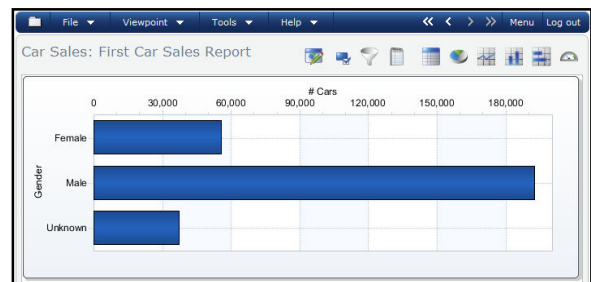 File Viewpoint Tools Help Menu Log out
Car Sales: First Car Sales Report
# Cars
0 30,000 60,000 90,000 120,000 150,000 180,000
Female
Gender
Male
Unknown